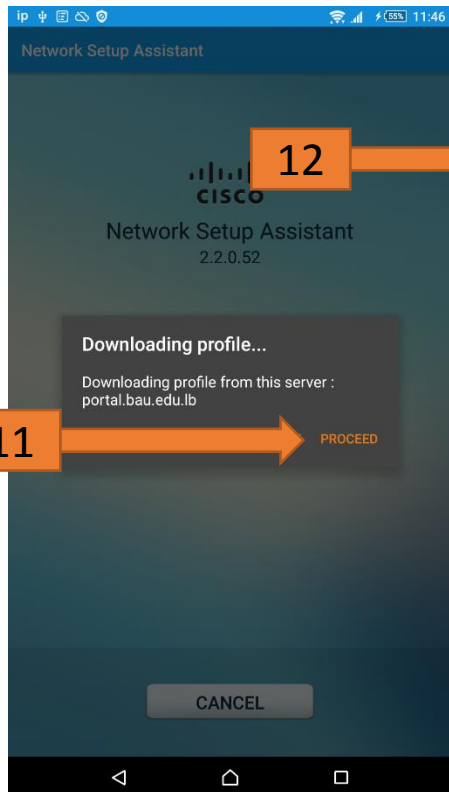 ip 55% 11:46
Network Setup Assistant
12
CISCO
Network Setup Assistant
2.2.0.52
Downloading profile...
Downloading profile from this server :
portal.bau.edu.lb
11
PROCEED
CANCEL